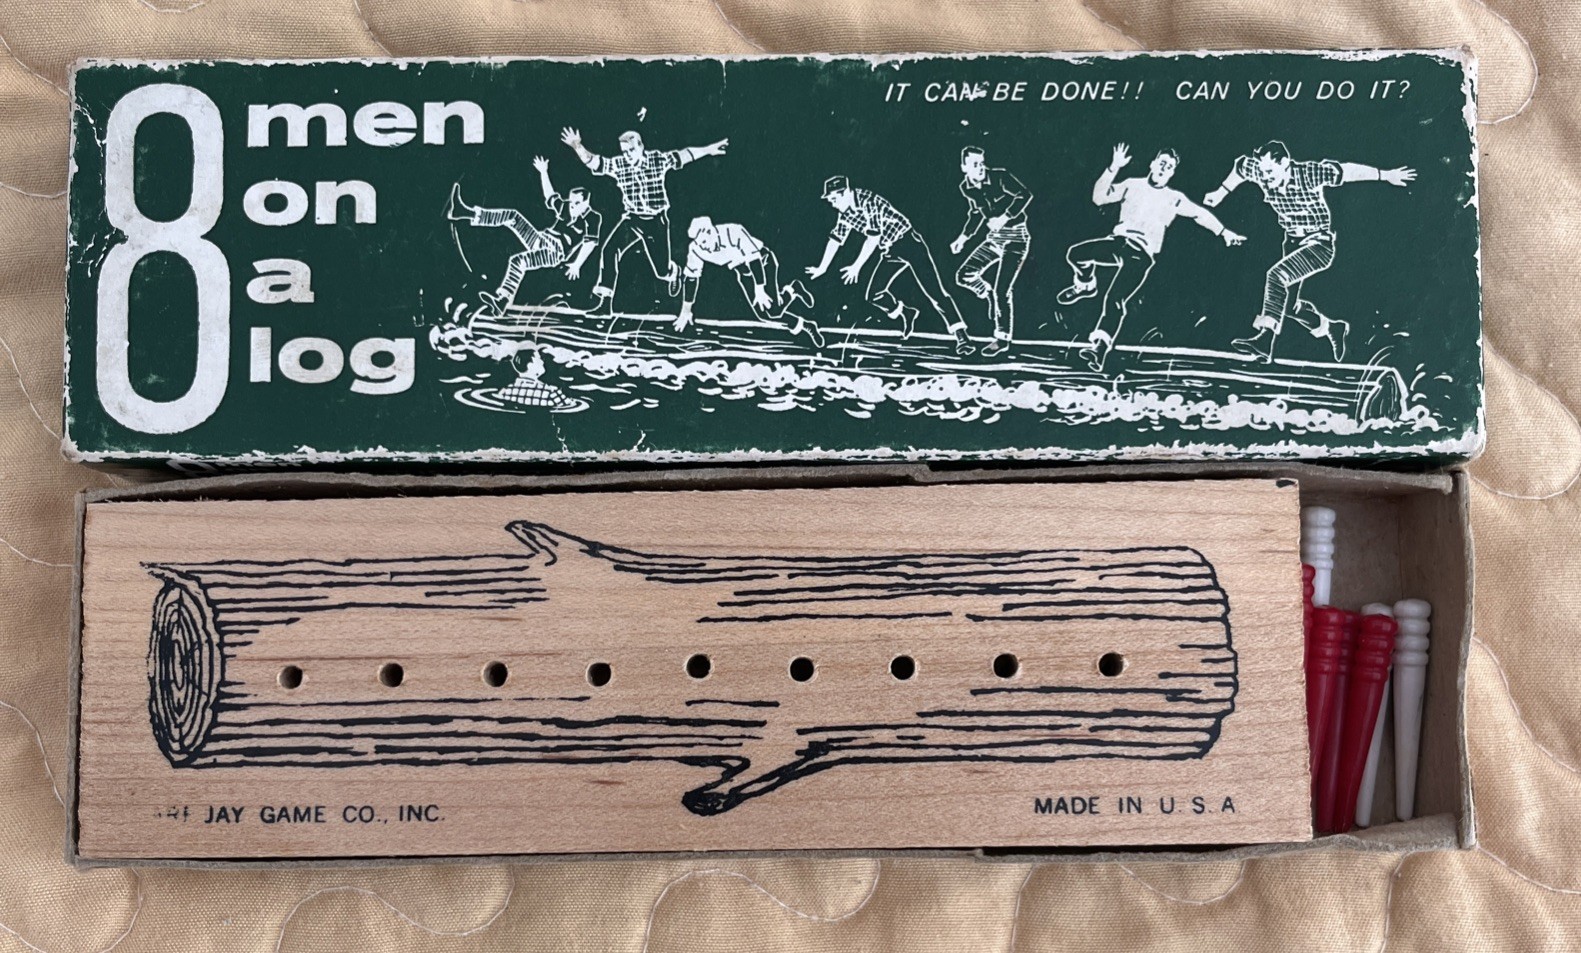 8 men
on
a
log
IT CAN BE DONE!! CAN YOU DO IT?
JAY GAME CO., INC.
MADE IN U. S. A